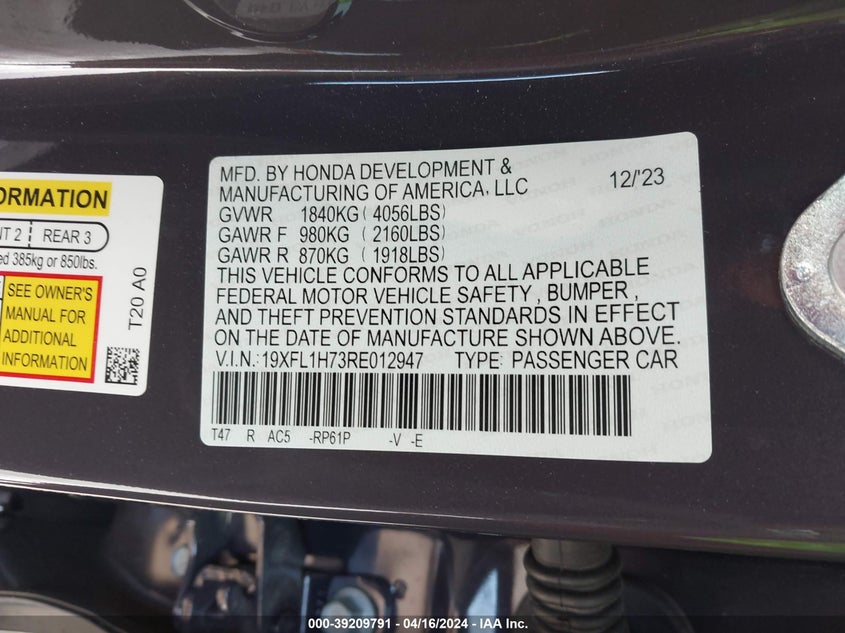 ORMATION
NT 2 REAR 3
ed 385kg or 850lbs.
SEE OWNER'S
MANUAL FOR
ADDITIONAL
INFORMATION
T20 A0
MFD. BY HONDA DEVELOPMENT &
MANUFACTURING OF AMERICA, LLC 12/'23
GVWR 1840KG ( 4056LBS)
GAWR F 980KG ( 2160LBS)
GAWR R 870KG ( 1918LBS)
THIS VEHICLE CONFORMS TO ALL APPLICABLE
FEDERAL MOTOR VEHICLE SAFETY , BUMPER ,
AND THEFT PREVENTION STANDARDS IN EFFECT
ON THE DATE OF MANUFACTURE SHOWN ABOVE.
V.I.N.: 19XFL1H73RE012947 TYPE: PASSENGER CAR
T47 R AC5 -RP61P -V -E
000-39209791 - 04/16/2024 - IAA Inc.